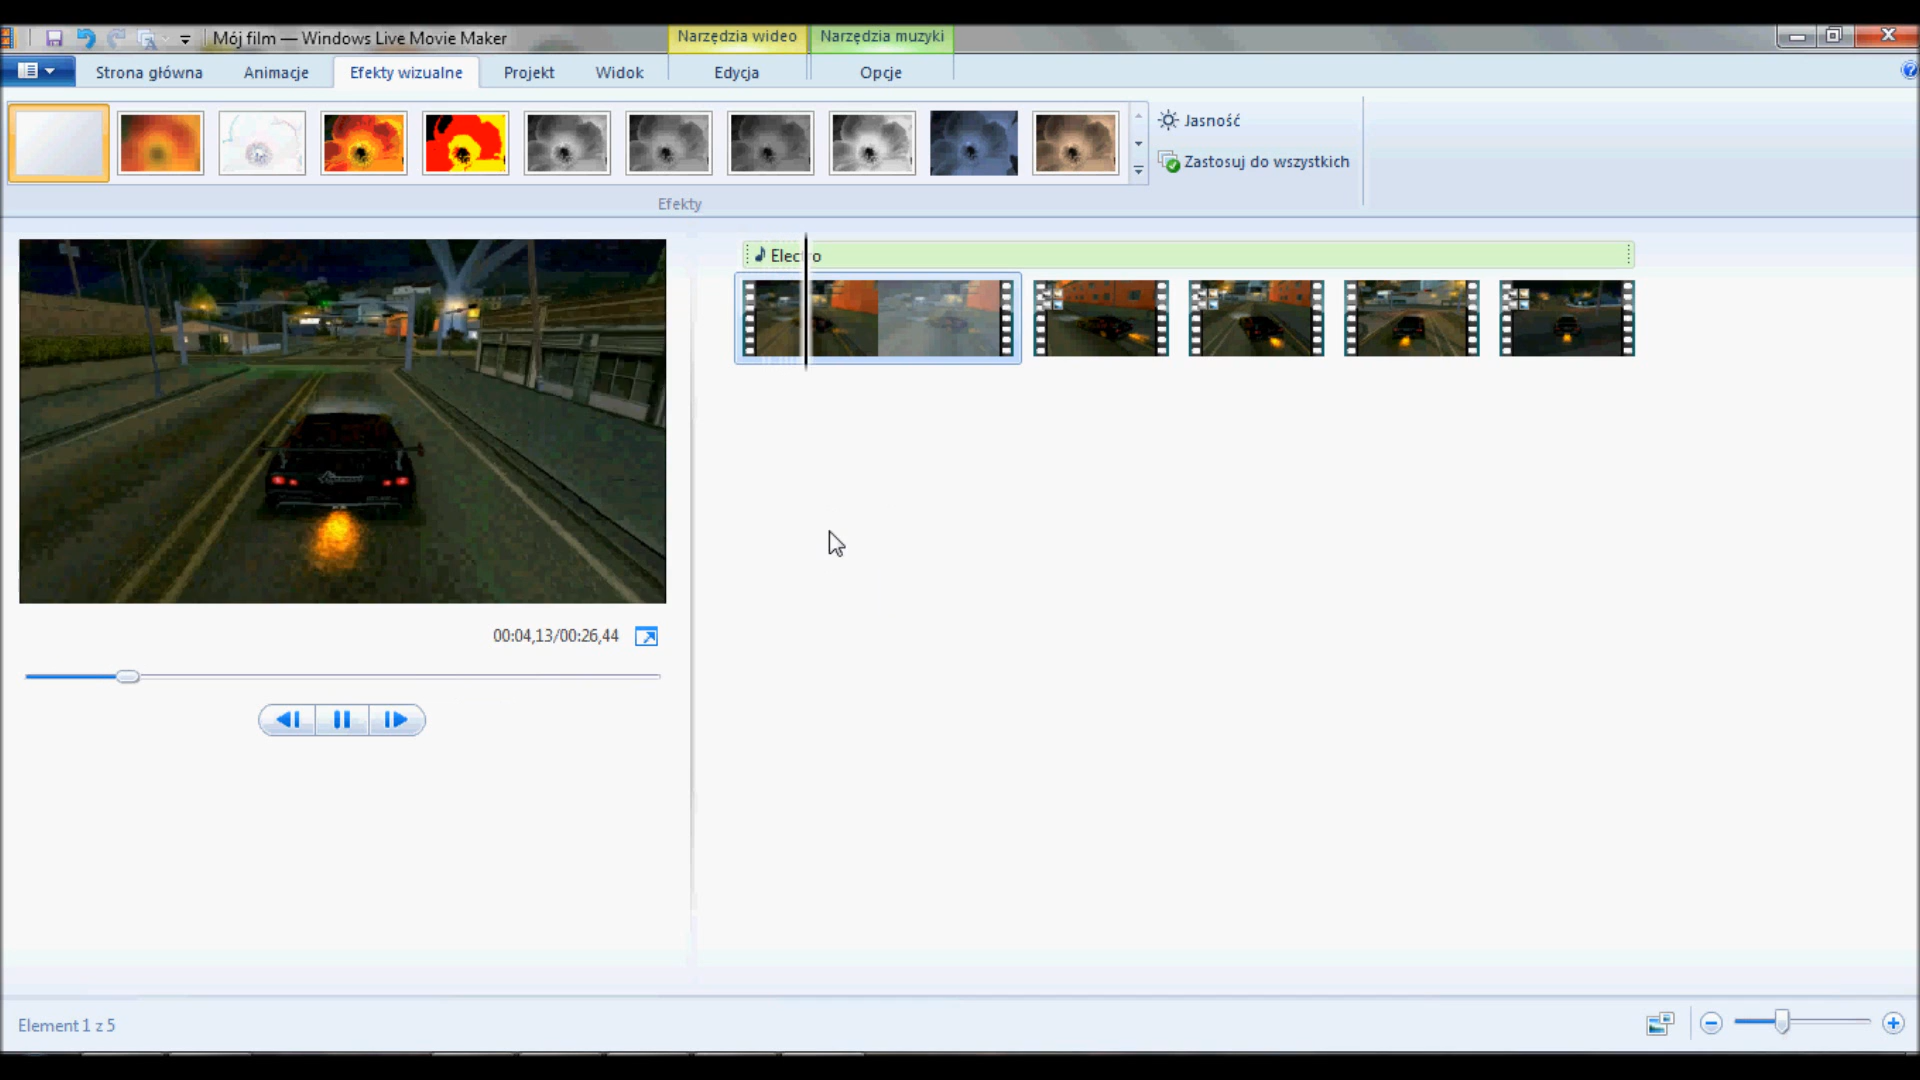 Mój film — Windows Live Movie Maker
Narzędzia wideo
Narzędzia muzyki
Strona główna
Animacje
Efekty wizualne
Projekt
Widok
Edycja
Opcje
Jasność
Zastosuj do wszystkich
Efekty
Electro
00:04,13/00:26,44
Element 1 z 5